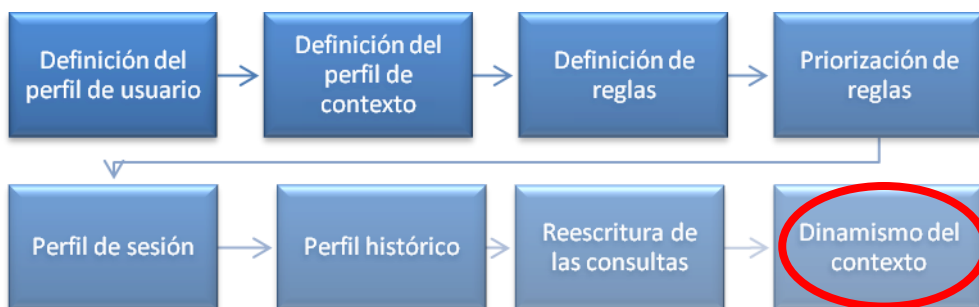 Definición del
perfil de usuario
Definición del
perfil de
contexto
Definición de
reglas
Priorización de
reglas
Perfil de sesión
Perfil histórico
Reescritura de
las consultas
Dinamismo del
contexto